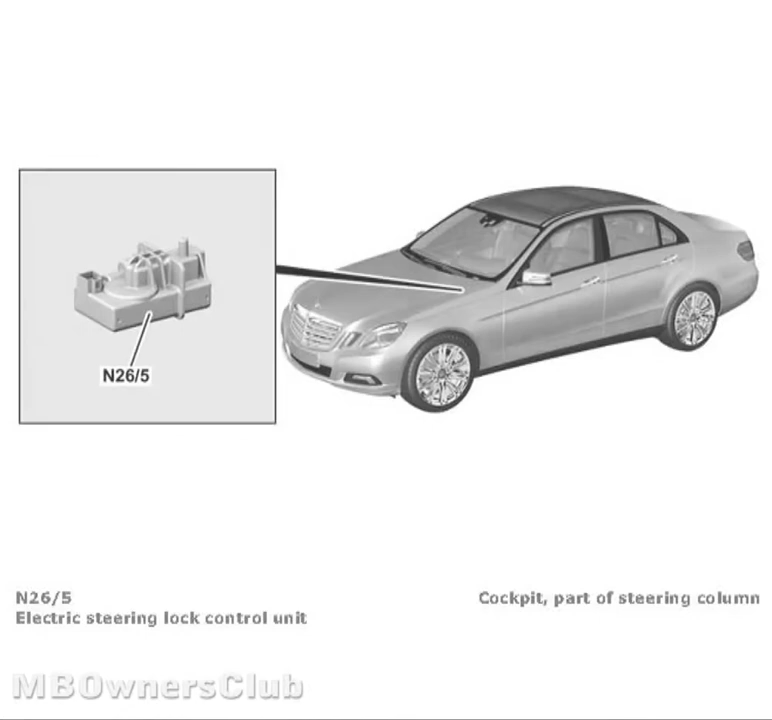 N26/5
N26/5
Electric steering lock control unit
Cockpit, part of steering column
MBOwnersClub